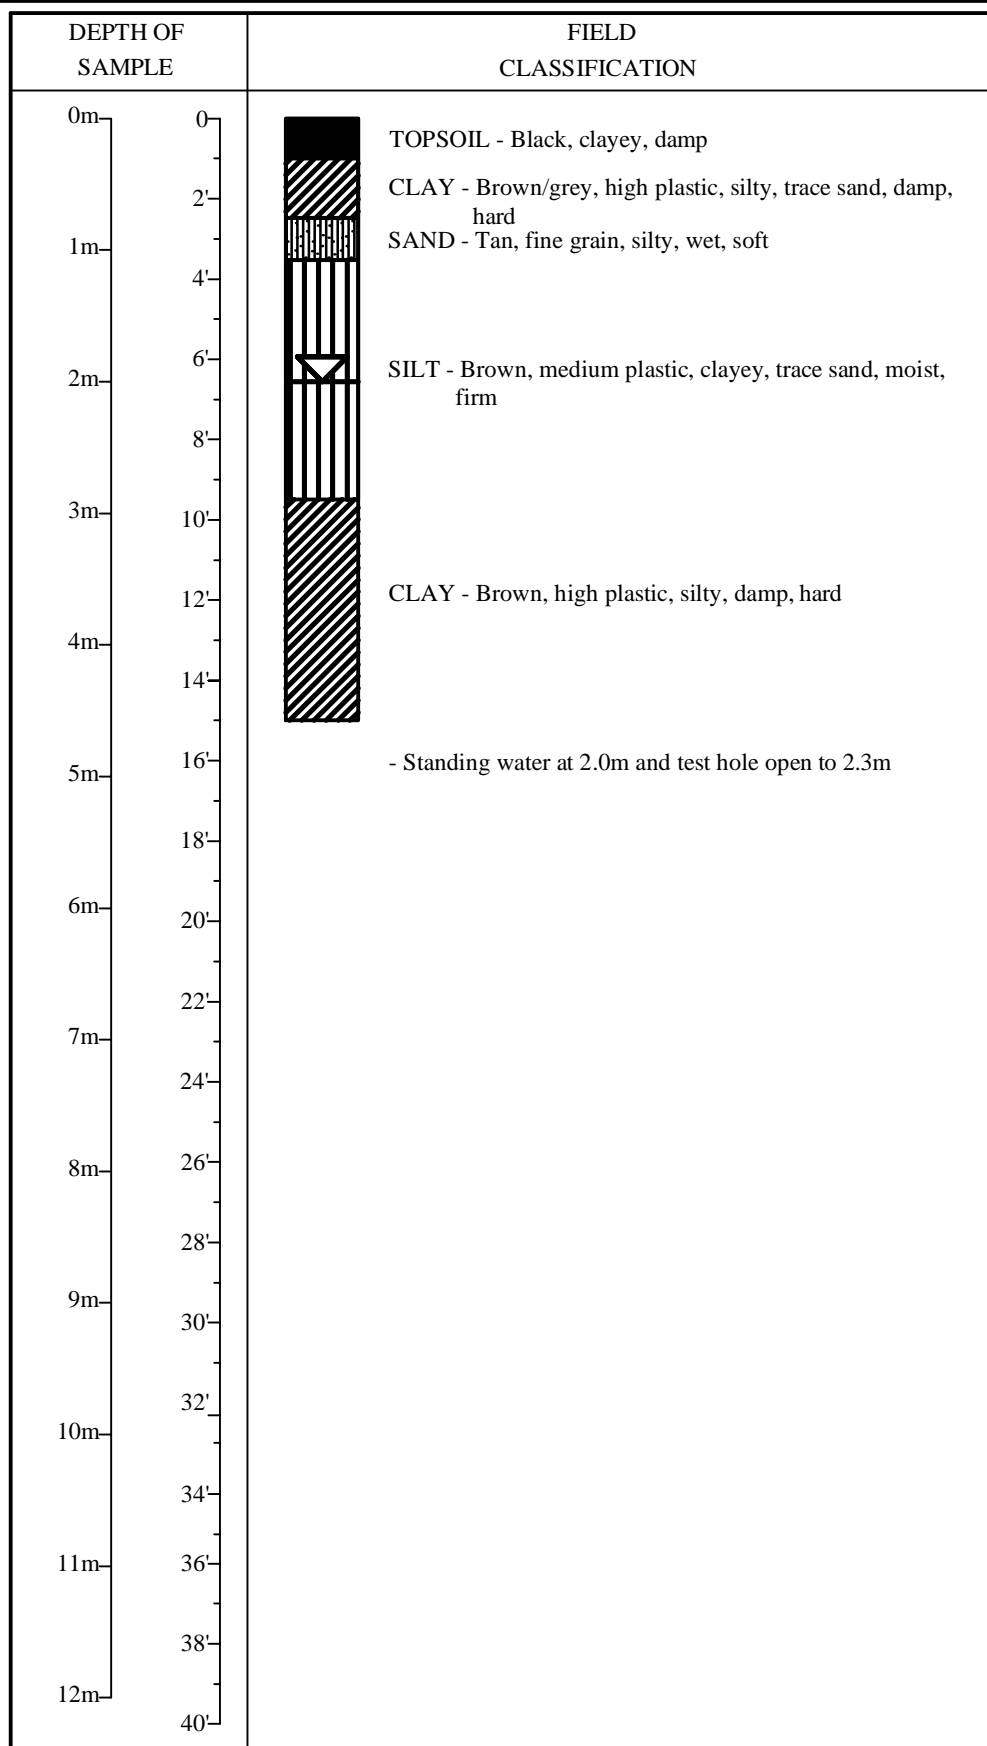 DEPTH OF
SAMPLE
FIELD
CLASSIFICATION
0m
1m
2m
3m
4m
5m
6m
7m
8m
9m
10m
11m
12m
0
2'
4'
6'
8'
10'
12'
14'
16'
18'
20'
22'
24'
26'
28'
30'
32'
34'
36'
38'
40'
TOPSOIL - Black, clayey, damp
CLAY - Brown/grey, high plastic, silty, trace sand, damp,
hard
SAND - Tan, fine grain, silty, wet, soft
SILT - Brown, medium plastic, clayey, trace sand, moist,
firm
CLAY - Brown, high plastic, silty, damp, hard
- Standing water at 2.0m and test hole open to 2.3m